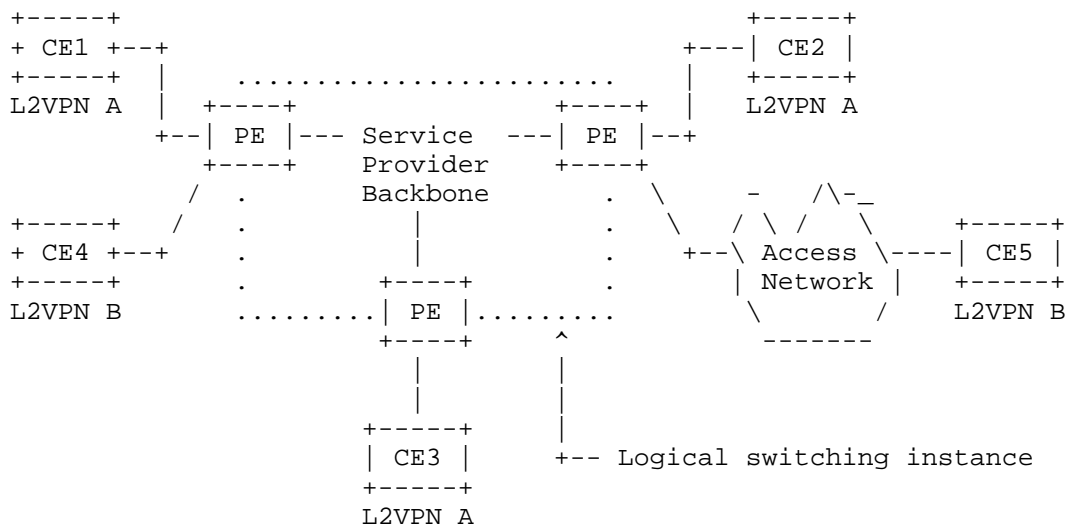 CE1 CE2
L2VPN A L2VPN A
PE Service PE
Provider
Backbone
CE4 Access CE5
Network
L2VPN B PE L2VPN B
CE3 Logical switching instance
L2VPN A